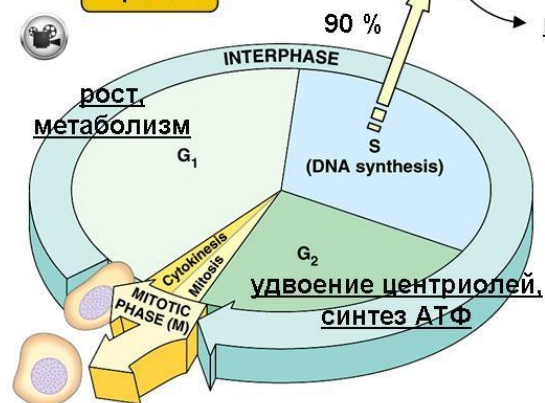 90 %
INTERPHASE
рост,
метаболизм
G1
S
(DNA synthesis)
G2
Cytokinesis
Mitosis
удвоение центриолей,
синтез АТФ
MITOTIC
PHASE (M)